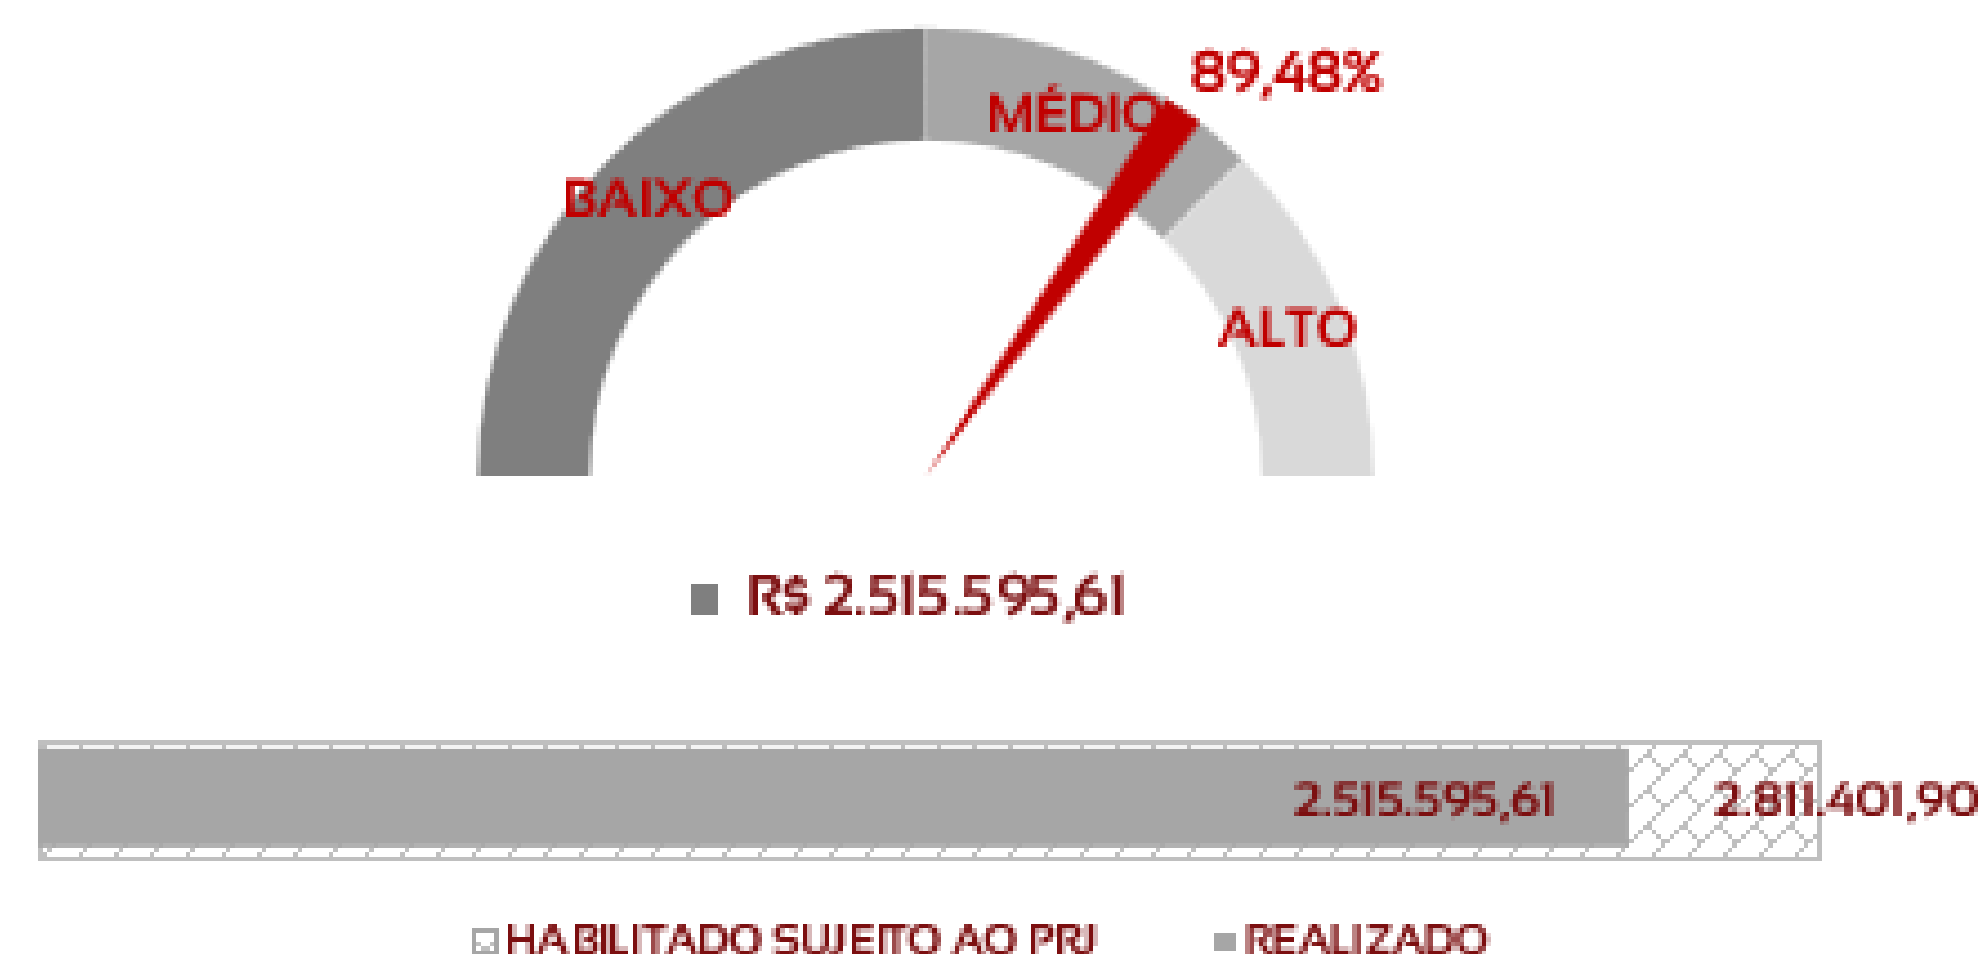 89,48%
MÉDIO
BAIXO
ALTO
R$ 2.515.595,61
2.515.595,61
2.811.401,90
HABILITADO SUJEITO AO PRJ
REALIZADO